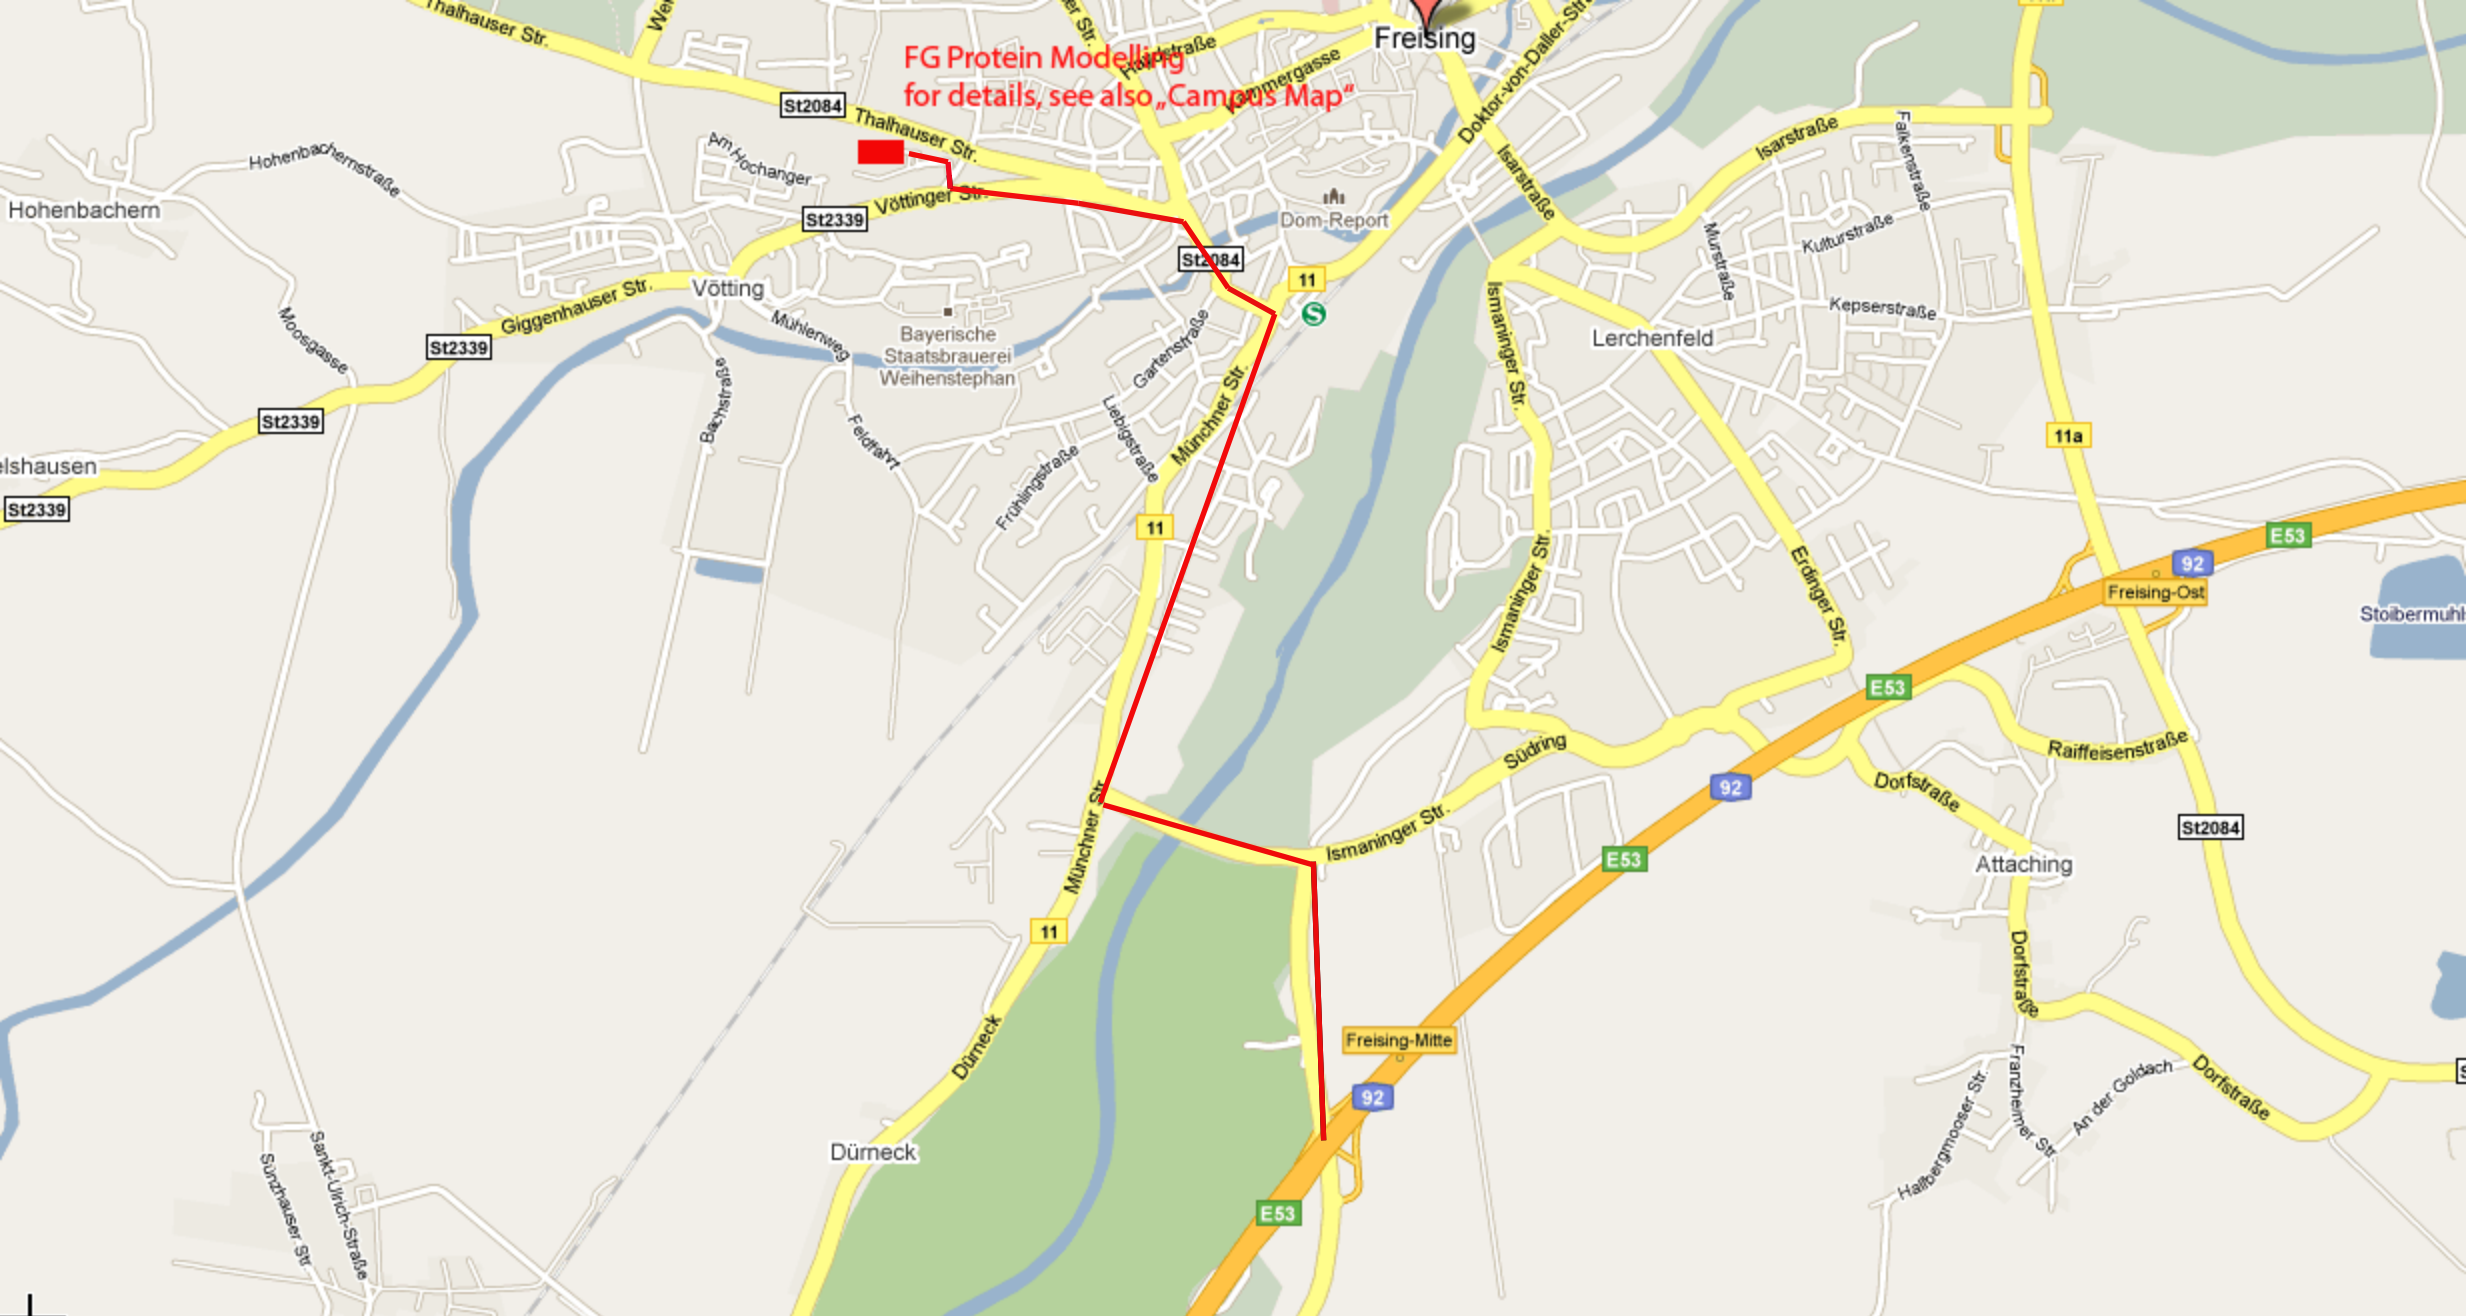 Thalhauser Str.
Freising
FG Protein Modelling
for details, see also „Campus Map“
Kammergasse
Doktor-von-Daller-Str.
St2084
Thalhauser Str.
Isarstraße
Isarstraße
Falkenstraße
Am Hochanger
Hohenbachernstraße
Hohenbachern
Vöttinger Str.
St2339
Dom-Report
Murstraße
Kulturstraße
St2084
11
S
Vötting
Giggenhauser Str.
Mühlenweg
Moosgasse
St2339
Bayerische
Staatsbrauerei
Weihenstephan
Gartenstraße
Ismaninger Str.
Kepserstraße
Lerchenfeld
St2339
Bachstraße
Feldfahrt
Liebigstraße
Münchner Str.
Frühlingstraße
11a
elshausen
St2339
11
E53
92
Freising-Ost
Ismaninger Str.
Erdinger Str.
Stoibermuhl
E53
Südring
Raiffeisenstraße
92
Dorfstraße
Münchner Str.
Ismaninger Str.
E53
St2084
Attaching
11
Dorfstraße
Dürneck
Freising-Mitte
92
Franzheimer Str.
An der Goldach
Dorfstraße
Hallbergmooser Str.
Dürneck
E53
Sünzhauser Str.
Sankt-Ulrich-Straße